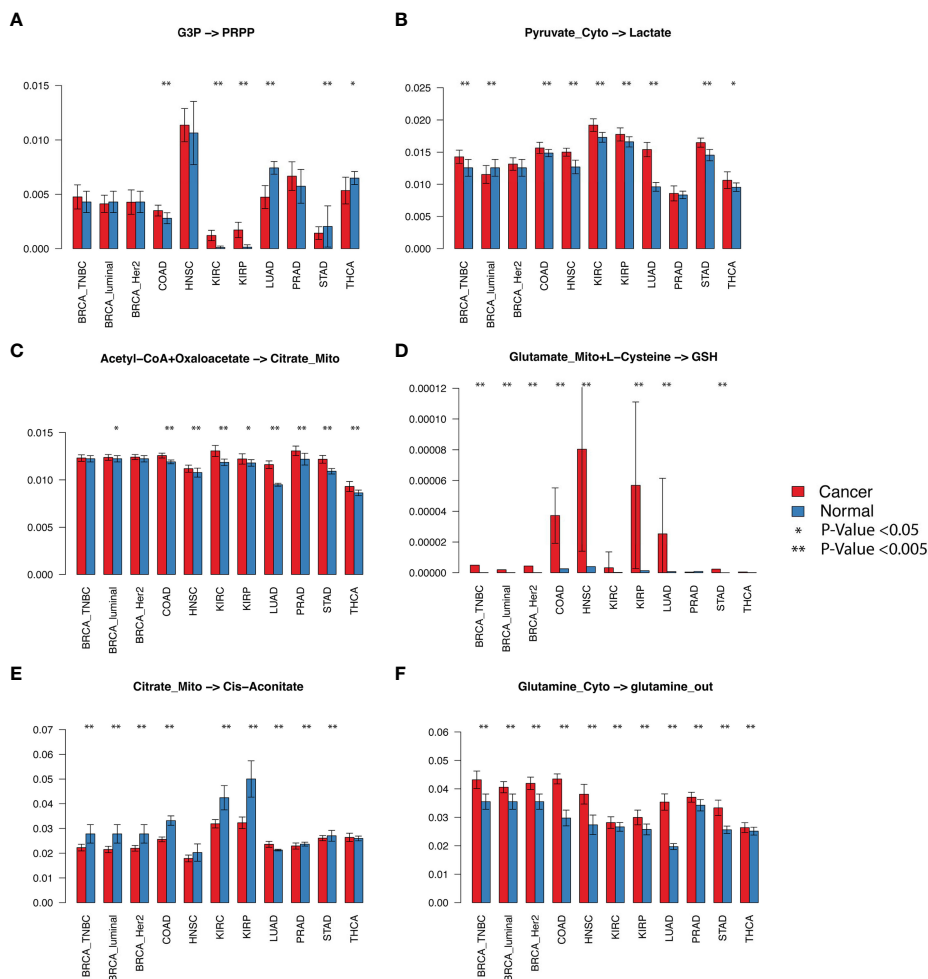 A
G3P –> PRPP
** ** ** ** ** *
0.015
0.010
0.005
0.000
BRCA_TNBC
BRCA_luminal
BRCA_Her2
COAD
HNSC
KIRC
KIRP
LUAD
PRAD
STAD
THCA
B
Pyruvate_Cyto –> Lactate
** ** ** ** ** ** ** ** *
0.025
0.020
0.015
0.010
0.005
0.000
BRCA_TNBC
BRCA_luminal
BRCA_Her2
COAD
HNSC
KIRC
KIRP
LUAD
PRAD
STAD
THCA
C
Acetyl–CoA+Oxaloacetate –> Citrate_Mito
* ** ** ** * ** ** ** **
0.015
0.010
0.005
0.000
BRCA_TNBC
BRCA_luminal
BRCA_Her2
COAD
HNSC
KIRC
KIRP
LUAD
PRAD
STAD
THCA
D
Glutamate_Mito+L–Cysteine –> GSH
** ** ** ** ** ** ** **
0.00012
0.00010
0.00008
0.00006
0.00004
0.00002
0.00000
BRCA_TNBC
BRCA_luminal
BRCA_Her2
COAD
HNSC
KIRC
KIRP
LUAD
PRAD
STAD
THCA
Cancer
Normal
* P-Value <0.05
** P-Value <0.005
E
Citrate_Mito –> Cis–Aconitate
** ** ** ** ** ** ** ** **
0.07
0.06
0.05
0.04
0.03
0.02
0.01
0.00
BRCA_TNBC
BRCA_luminal
BRCA_Her2
COAD
HNSC
KIRC
KIRP
LUAD
PRAD
STAD
THCA
F
Glutamine_Cyto –> glutamine_out
** ** ** ** ** ** ** ** ** ** **
0.06
0.05
0.04
0.03
0.02
0.01
0.00
BRCA_TNBC
BRCA_luminal
BRCA_Her2
COAD
HNSC
KIRC
KIRP
LUAD
PRAD
STAD
THCA